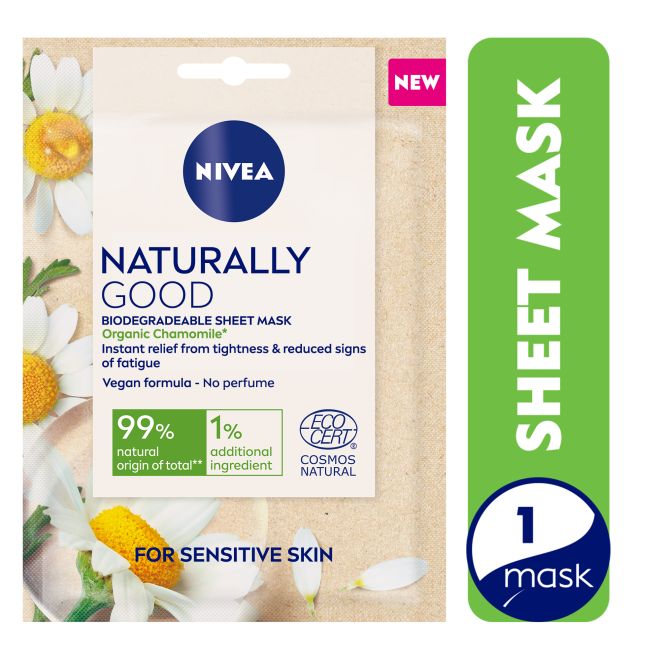 NEW
NIVEA
NATURALLY
GOOD
BIODEGRADEABLE SHEET MASK
Organic Chamomile*
Instant relief from tightness & reduced signs
of fatigue
Vegan formula - No perfume
99%
natural
origin of total**
1%
additional
ingredient
ECO
CERT
®
COSMOS
NATURAL
FOR SENSITIVE SKIN
SHEET MASK
1
mask